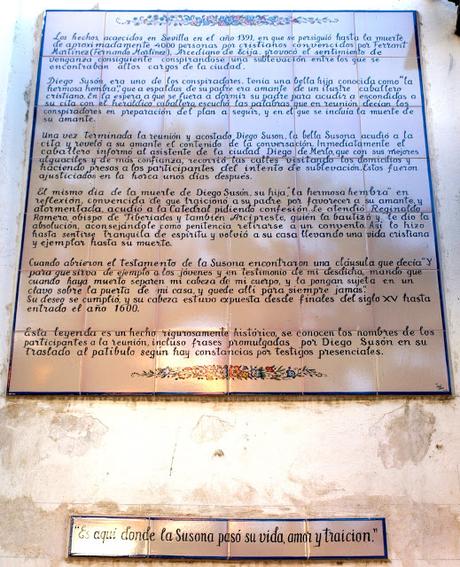 Los hechos acaecidos en Sevilla en el año 1391, en que se persiguió hasta la muerte
de aproximadamente 4000 personas por cristianos convencidos por Ferrant
Martínez (Fernando Martínez), Arcediano de Écija, provocó el sentimiento de
venganza consiguiente conspirándose una sublevación entre los que se
encontraban altos cargos de la ciudad.
Diego Susón era uno de los conspiradores, tenía una bella hija conocida como "la
hermosa hembra", que a espaldas de su padre era amante de un ilustre caballero
cristiano. En la espera, a que se fuera a dormir su padre para acudir a escondidas a
su cita con el heráldico caballero escuchó las palabras que en reunión, decían los
conspiradores en preparación del plan a seguir, y en el que se incluía la muerte de
su amante.
Una vez terminada la reunión y acostado Diego Susón, la bella Susona acudió a la
cita y reveló a su amante el contenido de la conversación. Inmediatamente el
caballero informó al asistente de la ciudad Diego de Merlo, que con sus mejores
alguaciles y de más confianza, recorrió las calles visitando los domicilios y
haciendo presos a los participantes del intento de sublevación. Estos fueron
ajusticiados en la horca unos días después.
El mismo día de la muerte de Diego Susón, su hija "la hermosa hembra" en
reflexión, convencida de que traicionó a su padre por favorecer a su amante, y
atormentada, acudió a la Catedral pidiendo confesión. Le atendió Reginaldo
Romero, obispo de Tiberiades y también Arcipreste, quien la bautizó y le dio la
absolución, aconsejándole como penitencia retirarse a un convento. Así lo hizo
hasta sentirse tranquila de espíritu y volvió a su casa llevando una vida cristiana
y ejemplar hasta su muerte.
Cuando abrieron el testamento de la Susona encontraron una cláusula que decía "Y
para que sirva de ejemplo a los jóvenes y en testimonio de mi desdicha, mando que
cuando haya muerto separen mi cabeza de mi cuerpo, y la pongan sujeta en un
clavo sobre la puerta de mi casa, y quede allí para siempre jamás."
Su deseo se cumplió, y su cabeza estuvo expuesta desde finales del siglo XV hasta
entrado el año 1600.
Esta leyenda es un hecho rigurosamente histórico, se conocen los nombres de los
participantes a la reunión, incluso frases promulgadas por Diego Susón en su
traslado al patíbulo según hay constancias por testigos presenciales.
"Es aquí donde la Susona pasó su vida, amor y traicion."